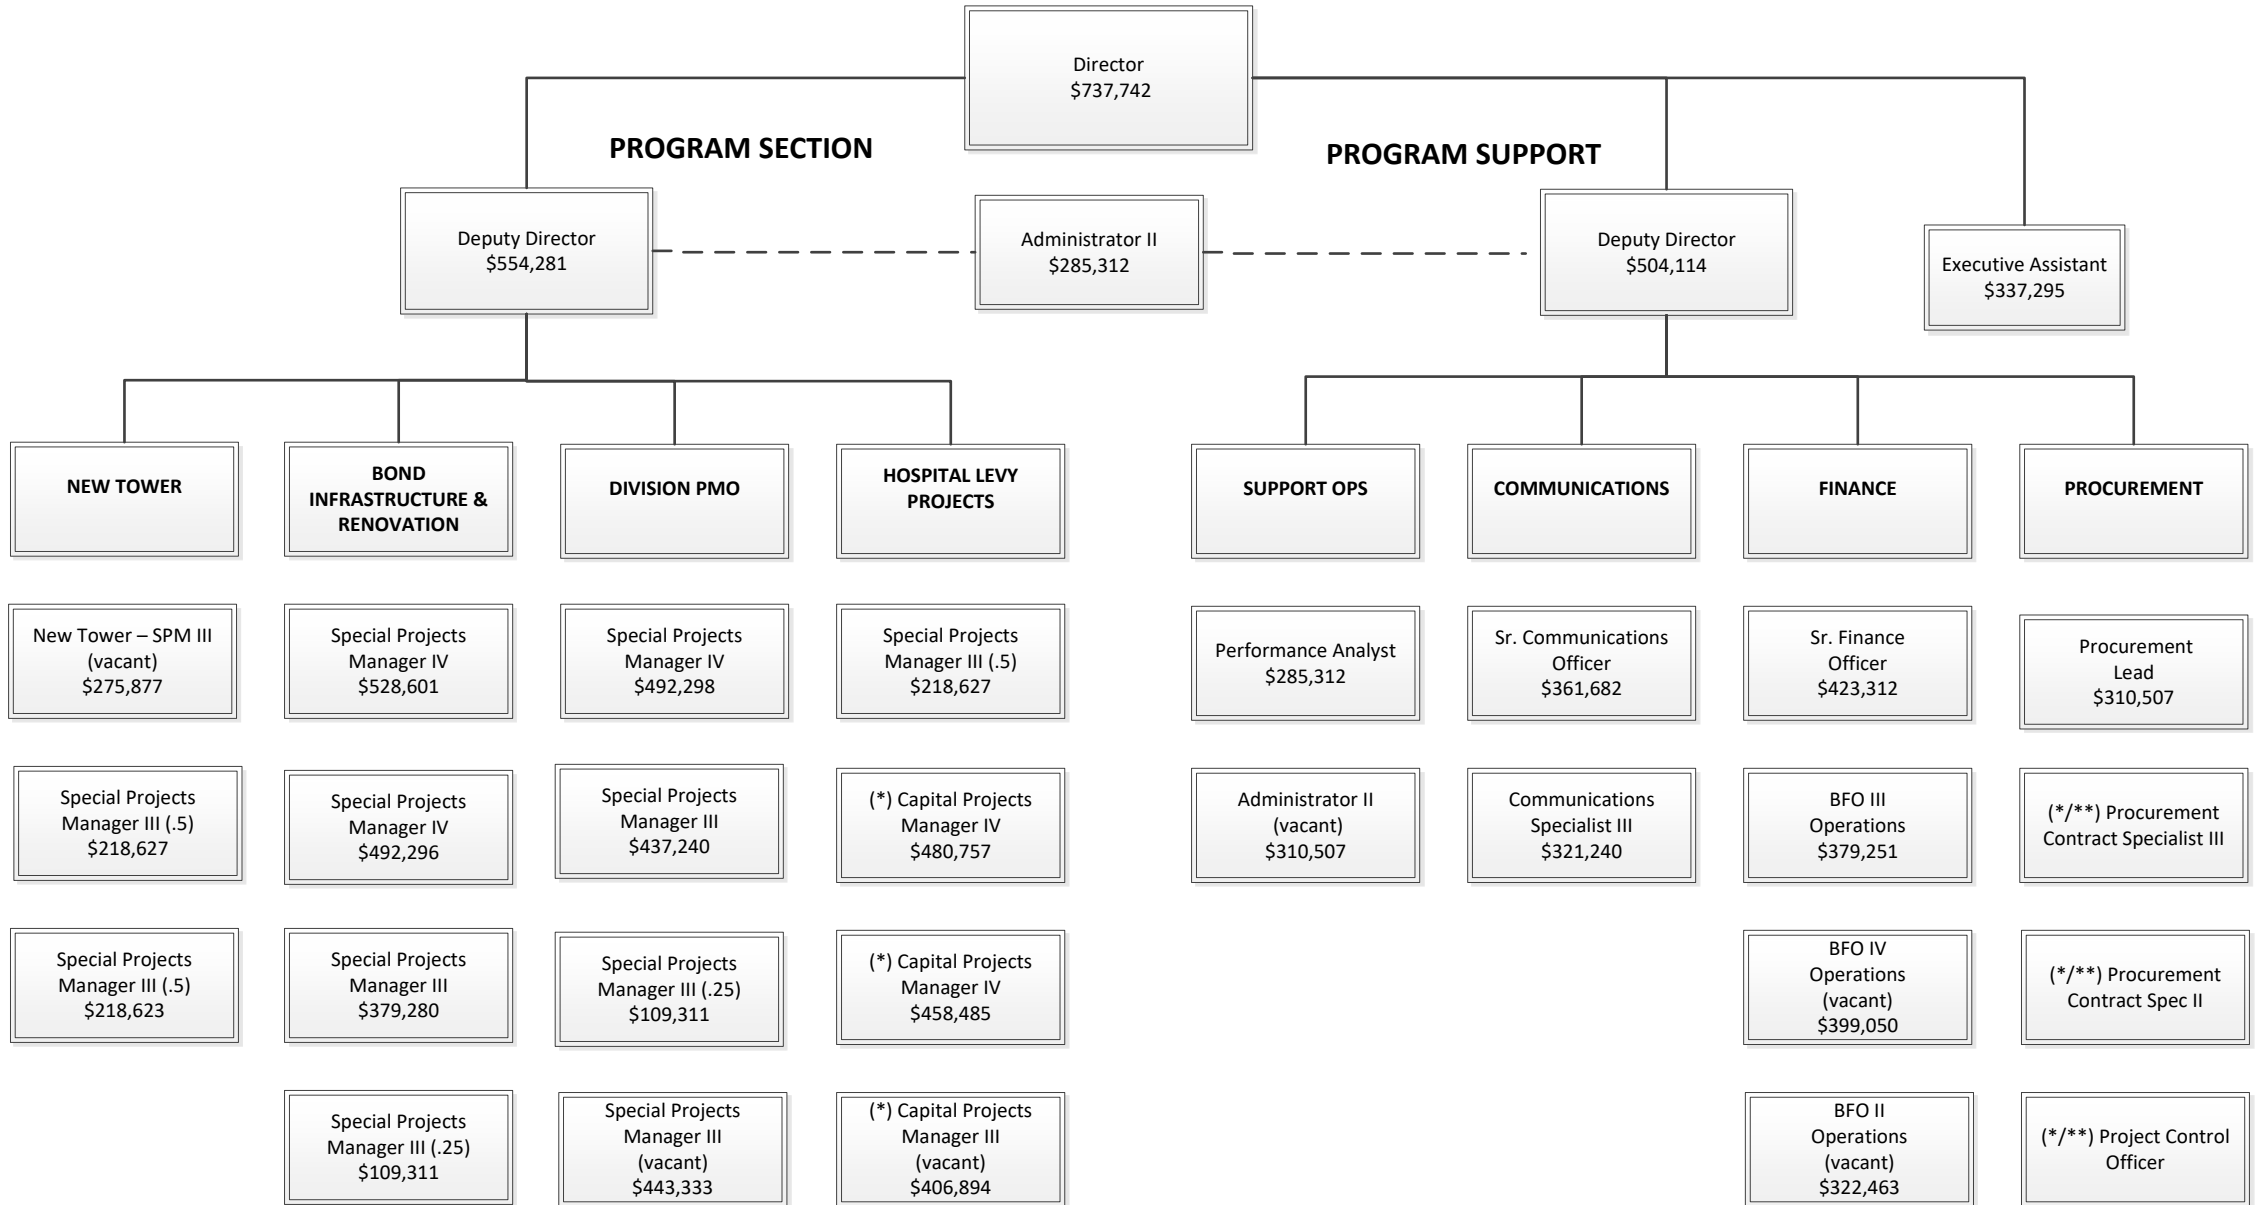 Director
$737,742
PROGRAM SECTION
PROGRAM SUPPORT
Deputy Director
$554,281
Administrator II
$285,312
Deputy Director
$504,114
Executive Assistant
$337,295
NEW TOWER
BOND
INFRASTRUCTURE &
RENOVATION
DIVISION PMO
HOSPITAL LEVY
PROJECTS
SUPPORT OPS
COMMUNICATIONS
FINANCE
PROCUREMENT
New Tower – SPM III
(vacant)
$275,877
Special Projects
Manager IV
$528,601
Special Projects
Manager IV
$492,298
Special Projects
Manager III (.5)
$218,627
Performance Analyst
$285,312
Sr. Communications
Officer
$361,682
Sr. Finance
Officer
$423,312
Procurement
Lead
$310,507
Special Projects
Manager III (.5)
$218,627
Special Projects
Manager IV
$492,296
Special Projects
Manager III
$437,240
(*) Capital Projects
Manager IV
$480,757
Administrator II
(vacant)
$310,507
Communications
Specialist III
$321,240
BFO III
Operations
$379,251
(*/**) Procurement
Contract Specialist III
Special Projects
Manager III (.5)
$218,623
Special Projects
Manager III
$379,280
Special Projects
Manager III (.25)
$109,311
(*) Capital Projects
Manager IV
$458,485
BFO IV
Operations
(vacant)
$399,050
(*/**) Procurement
Contract Spec II
Special Projects
Manager III (.25)
$109,311
Special Projects
Manager III
(vacant)
$443,333
(*) Capital Projects
Manager III
(vacant)
$406,894
BFO II
Operations
(vacant)
$322,463
(*/**) Project Control
Officer